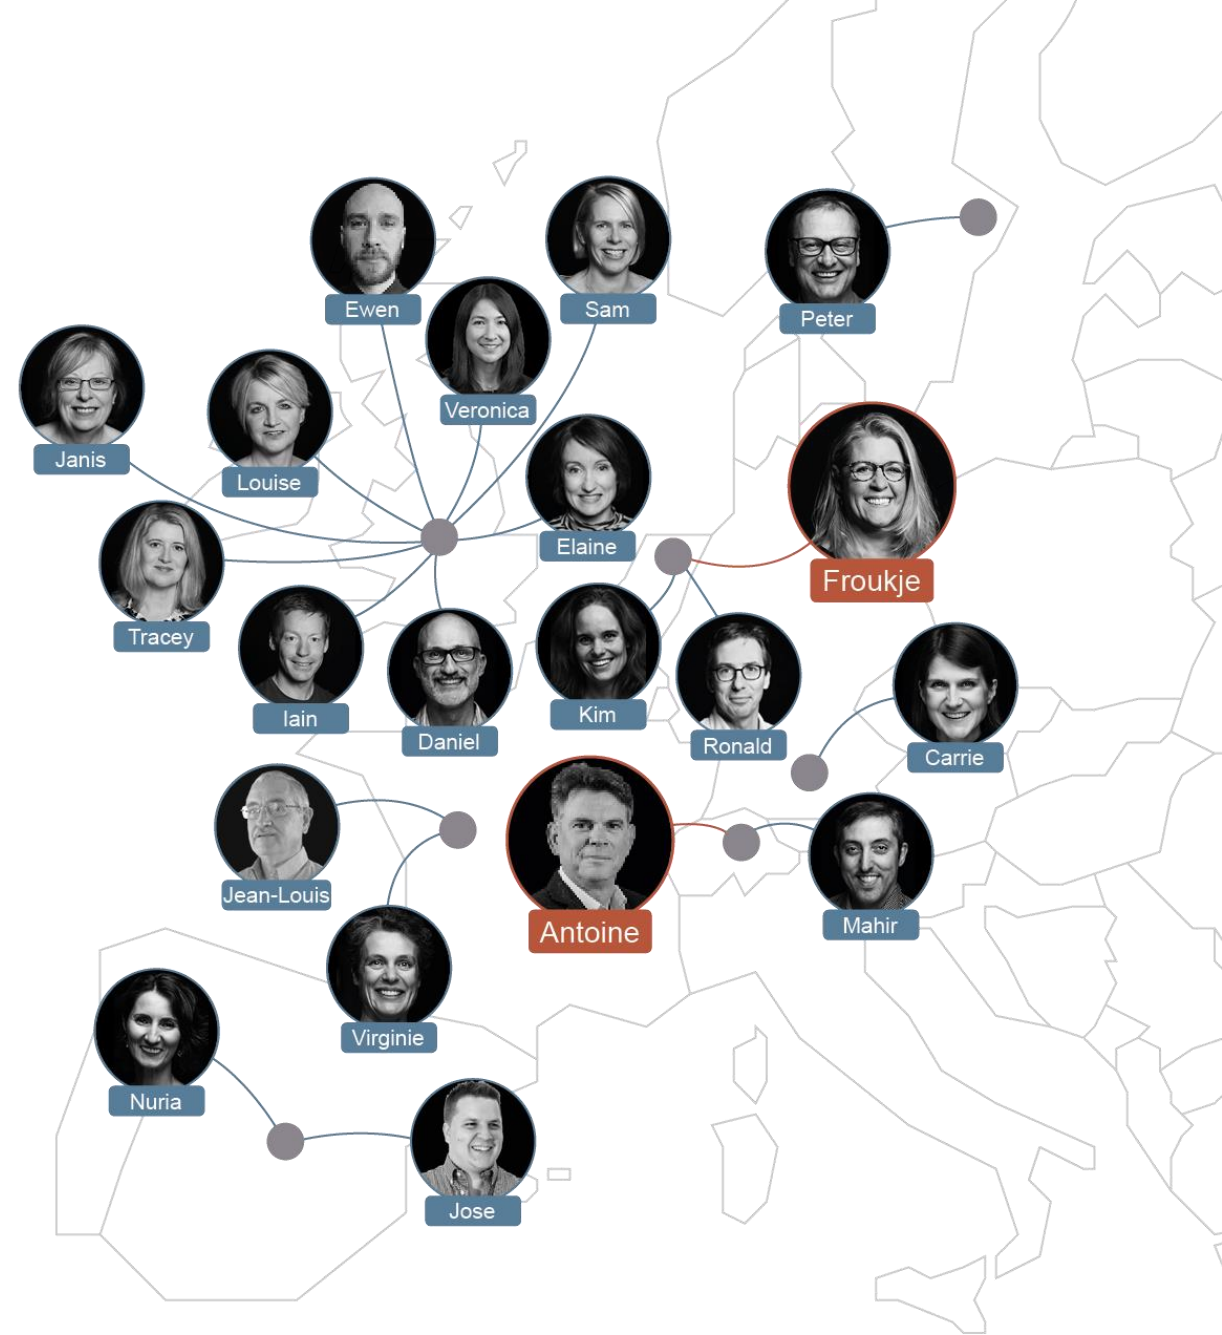 Ewen
Sam
Peter
Veronica
Janis
Louise
Elaine
Froukje
Tracey
Iain
Kim
Daniel
Ronald
Carrie
Jean-Louis
Antoine
Mahir
Virginie
Nuria
Jose